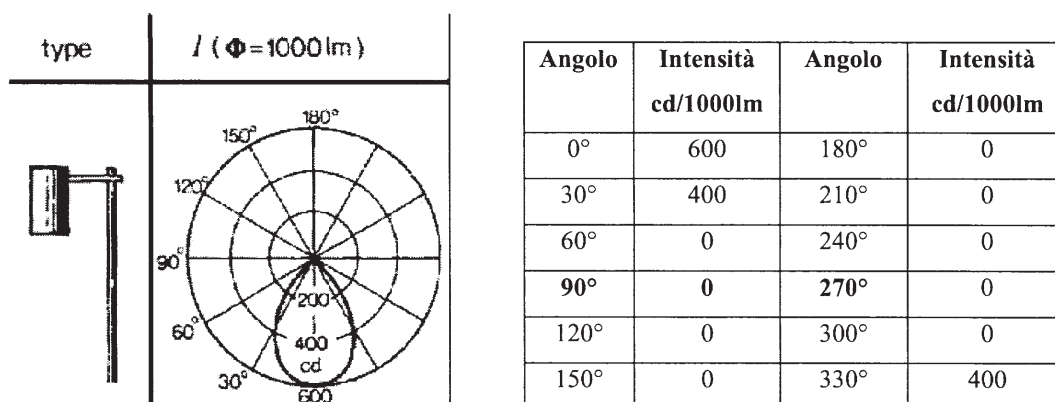 type I (Φ=1000 lm)
180°
150°
120°
90°
60°
30°
200
400
cd
600
Angolo Intensità cd/1000lm Angolo Intensità cd/1000lm
0° 600 180° 0
30° 400 210° 0
60° 0 240° 0
90° 0 270° 0
120° 0 300° 0
150° 0 330° 400